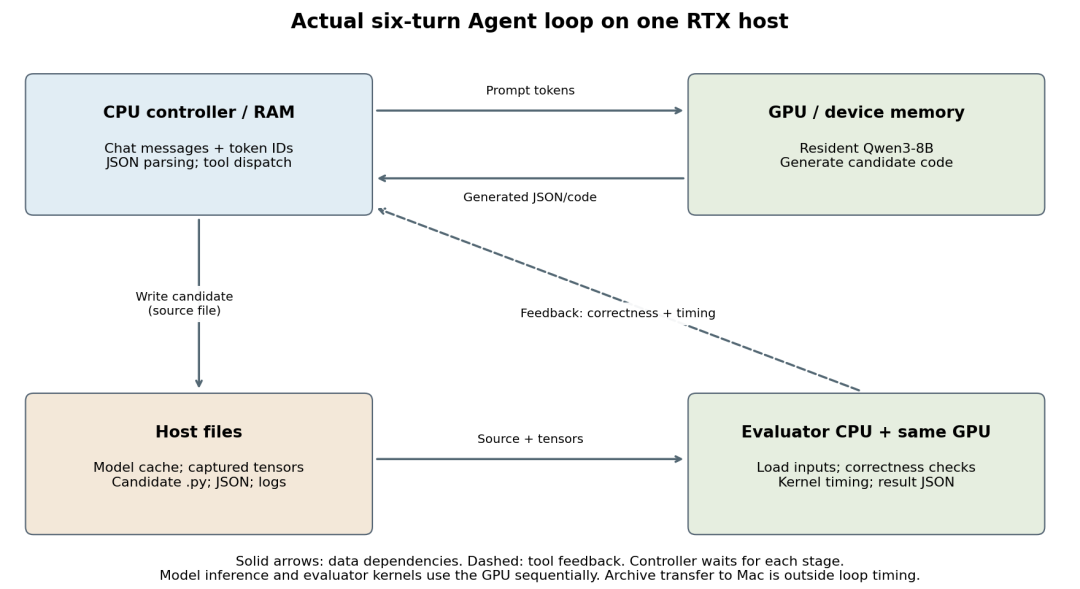 Actual six-turn Agent loop on one RTX host
CPU controller / RAM
Chat messages + token IDs
JSON parsing; tool dispatch
Prompt tokens
GPU / device memory
Resident Qwen3-8B
Generate candidate code
Generated JSON/code
Write candidate
(source file)
Feedback: correctness + timing
Host files
Model cache; captured tensors
Candidate .py; JSON; logs
Source + tensors
Evaluator CPU + same GPU
Load inputs; correctness checks
Kernel timing; result JSON
Solid arrows: data dependencies. Dashed: tool feedback. Controller waits for each stage.
Model inference and evaluator kernels use the GPU sequentially. Archive transfer to Mac is outside loop timing.